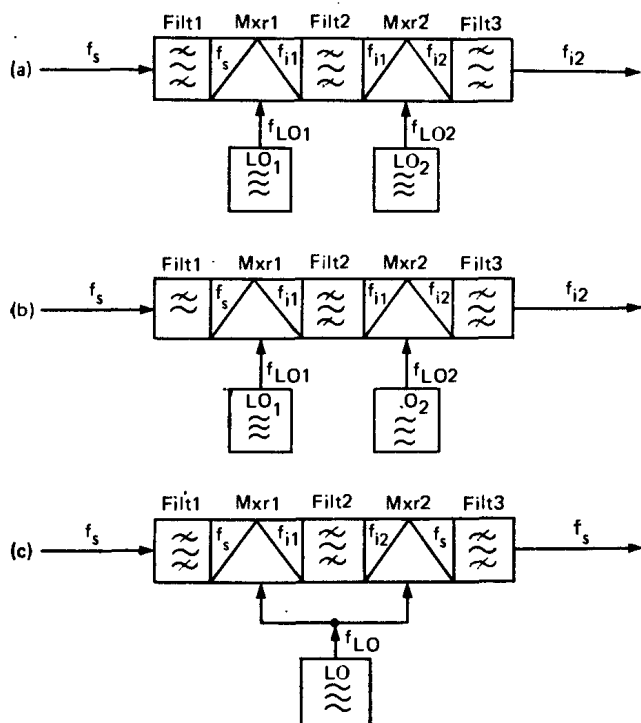 Filt1 Mxr1 Filt2 Mxr2 Filt3
(a) f_s f_s f_i1 f_i1 f_i2 f_i2
f_LO1 f_LO2
LO_1 LO_2
Filt1 Mxr1 Filt2 Mxr2 Filt3
(b) f_s f_s f_i1 f_i1 f_i2 f_i2
f_LO1 f_LO2
LO_1 O_2
Filt1 Mxr1 Filt2 Mxr2 Filt3
(c) f_s f_s f_i1 f_i2 f_s f_s
f_LO
LO